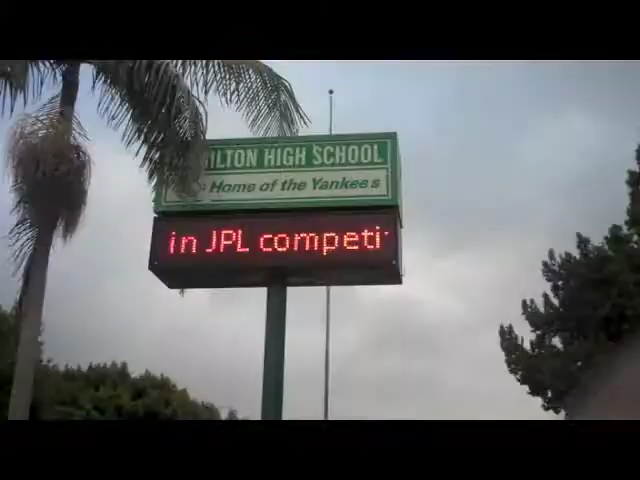 ILTON HIGH SCHOOL
Home of the Yankees
in JPL competi